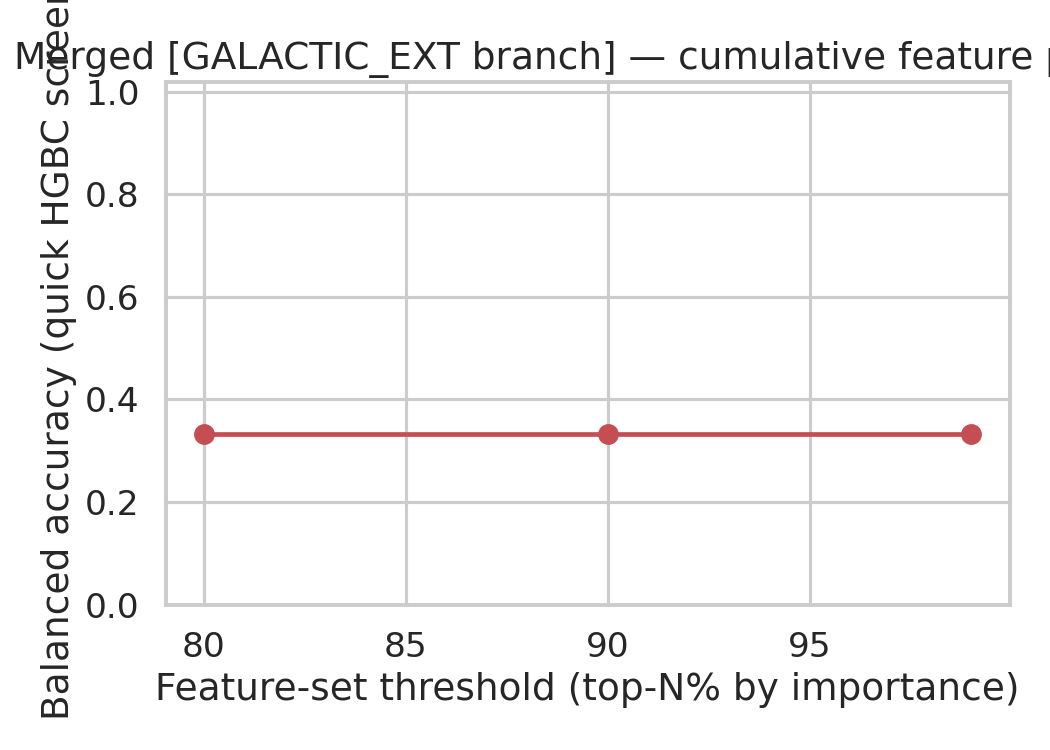 Merged [GALACTIC_EXT branch] — cumulative feature
Balanced accuracy (quick HGBC
1.0
0.8
0.6
0.4
0.2
0.0
80 85 90 95
Feature-set threshold (top-N% by importance)